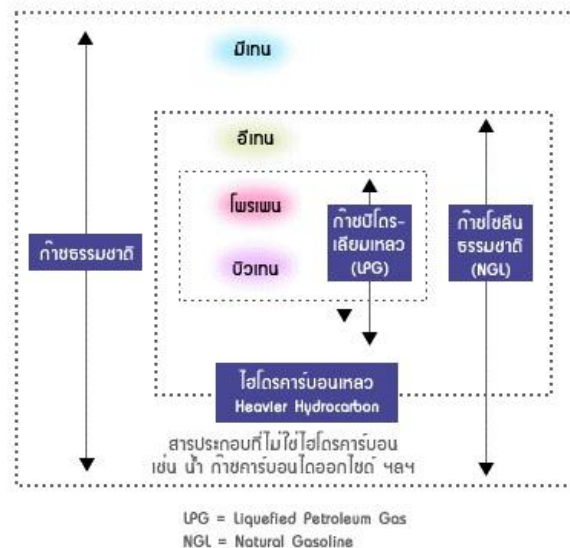 มีเทน
อีเทน
โพรเพน
บิวเทน
ก๊าซธรรมชาติ
ก๊าซปิโตร-
เลียมเหลว
(LPG)
ก๊าซโซลีน
ธรรมชาติ
(NGL)
ไฮโดรคาร์บอนเหลว
Heavier Hydrocarbon
สารประกอบที่ไม่ใช่ไฮโดรคาร์บอน
เช่น น้ำ ก๊าซคาร์บอนไดออกไซด์ ฯลฯ
LPG = Liquefied Petroleum Gas
NGL = Natural Gasoline